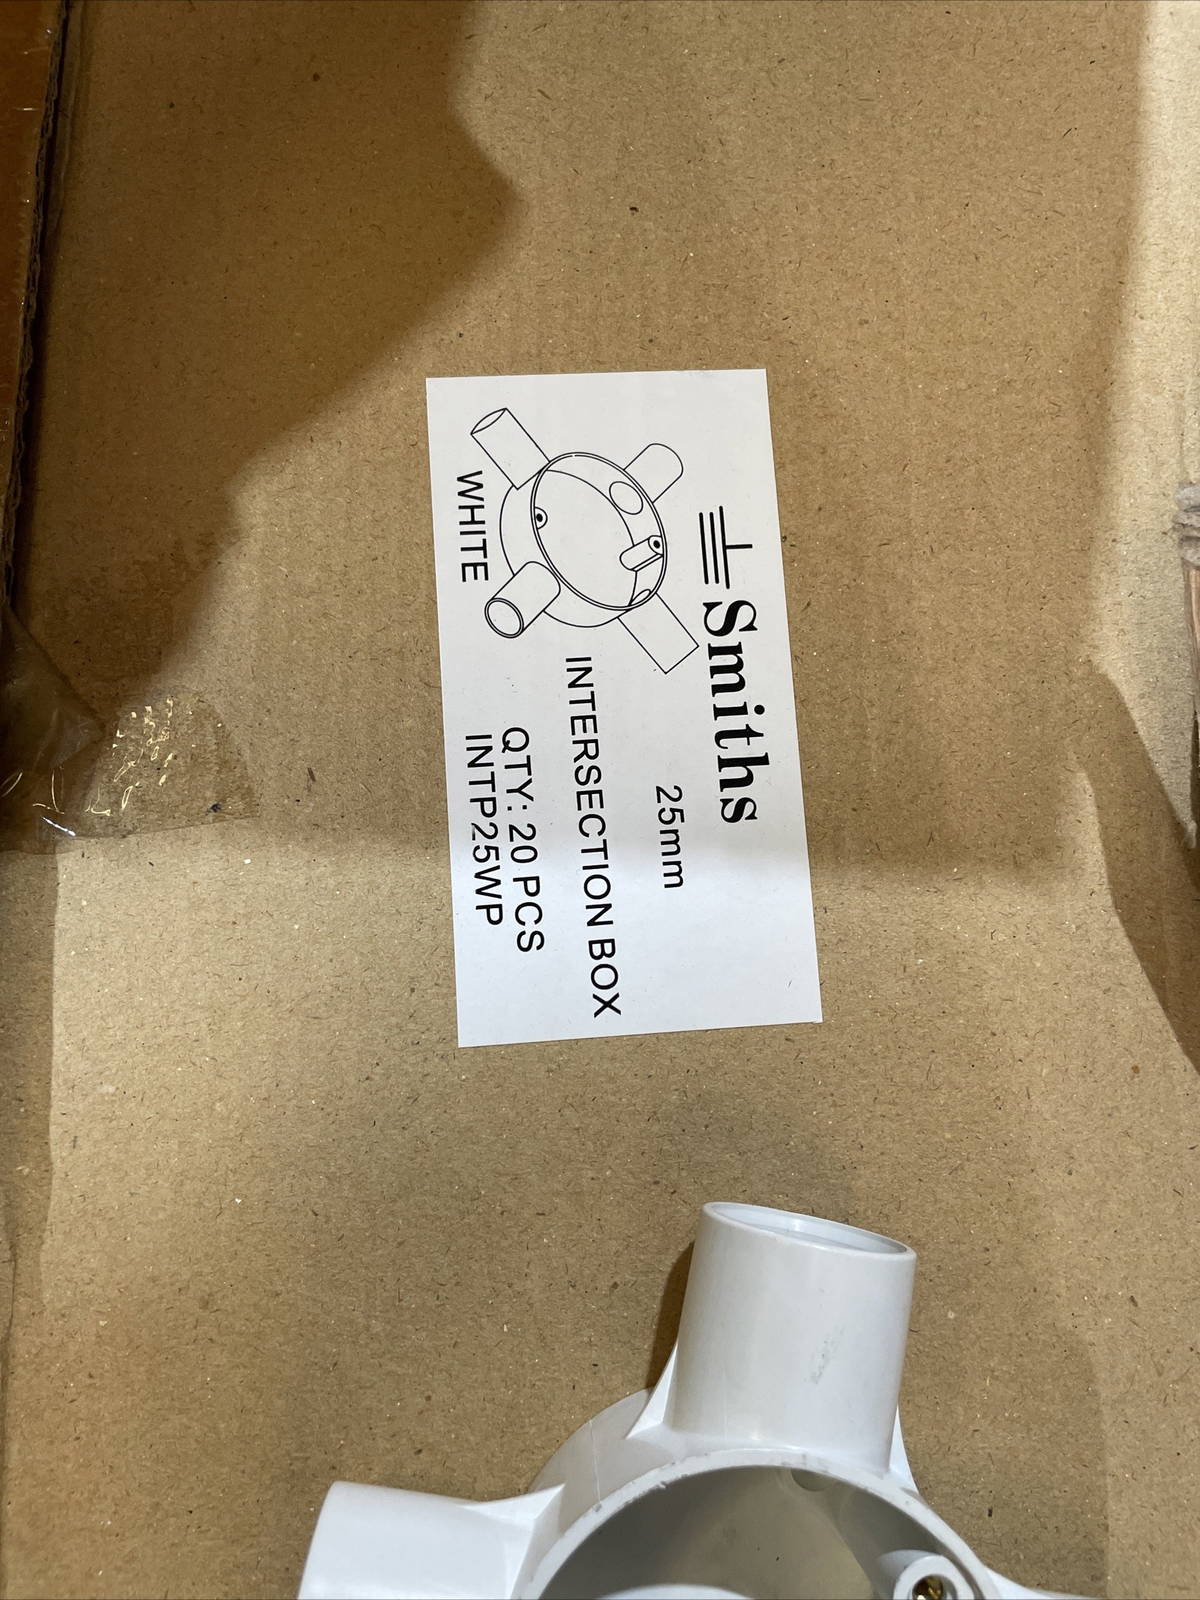 Smiths
25mm
INTERSECTION BOX
WHITE
QTY: 20 PCS
INTP25WP